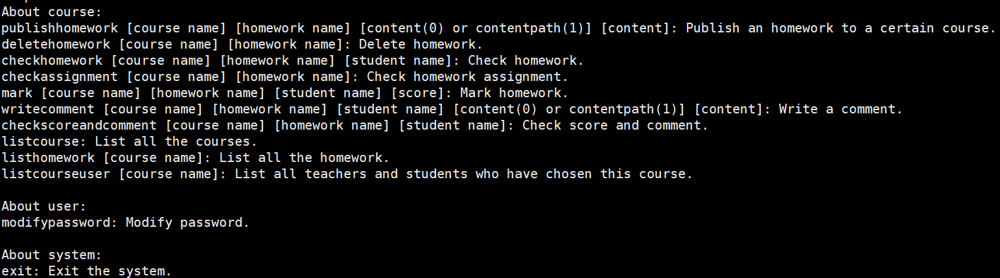 About course:
publishhomework [course name] [homework name] [content(0) or contentpath(1)] [content]: Publish an homework to a certain course.
deletehomework [course name] [homework name]: Delete homework.
checkhomework [course name] [homework name] [student name]: Check homework.
checkassignment [course name] [homework name]: Check homework assignment.
mark [course name] [homework name] [student name] [score]: Mark homework.
writecomment [course name] [homework name] [student name] [content(0) or contentpath(1)] [content]: Write a comment.
checkscoreandcomment [course name] [homework name] [student name]: Check score and comment.
listcourse: List all the courses.
listhomework [course name]: List all the homework.
listcourseuser [course name]: List all teachers and students who have chosen this course.
About user:
modifypassword: Modify password.
About system:
exit: Exit the system.